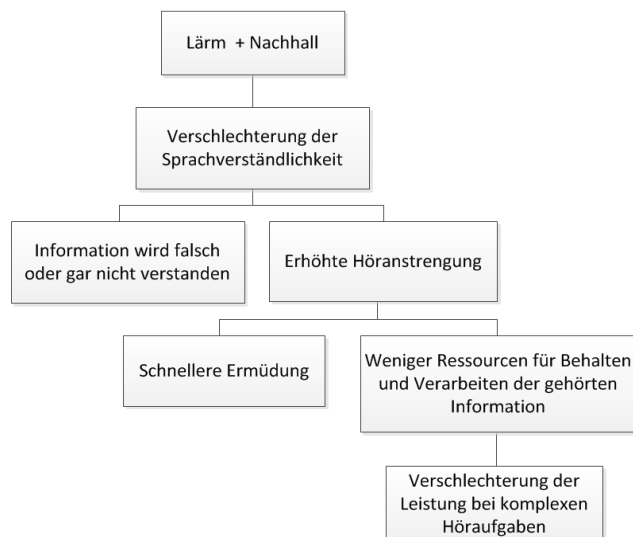 Lärm + Nachhall
Verschlechterung der
Sprachverständlichkeit
Information wird falsch
oder gar nicht verstanden
Erhöhte Höranstrengung
Schnellere Ermüdung
Weniger Ressourcen für Behalten
und Verarbeiten der gehörten
Information
Verschlechterung der
Leistung bei komplexen
Höraufgaben